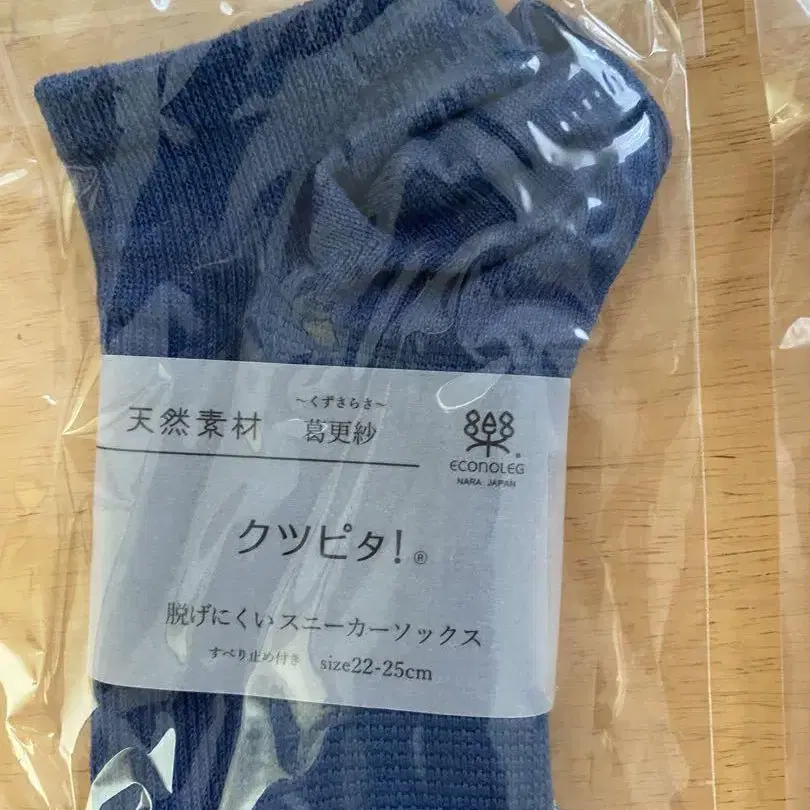 ～くずさらさ～
天然素材 葛更紗
ECONOLEG
NARA JAPAN
クツピタ！®
脱げにくいスニーカーソックス
すべり止め付き size22-25cm